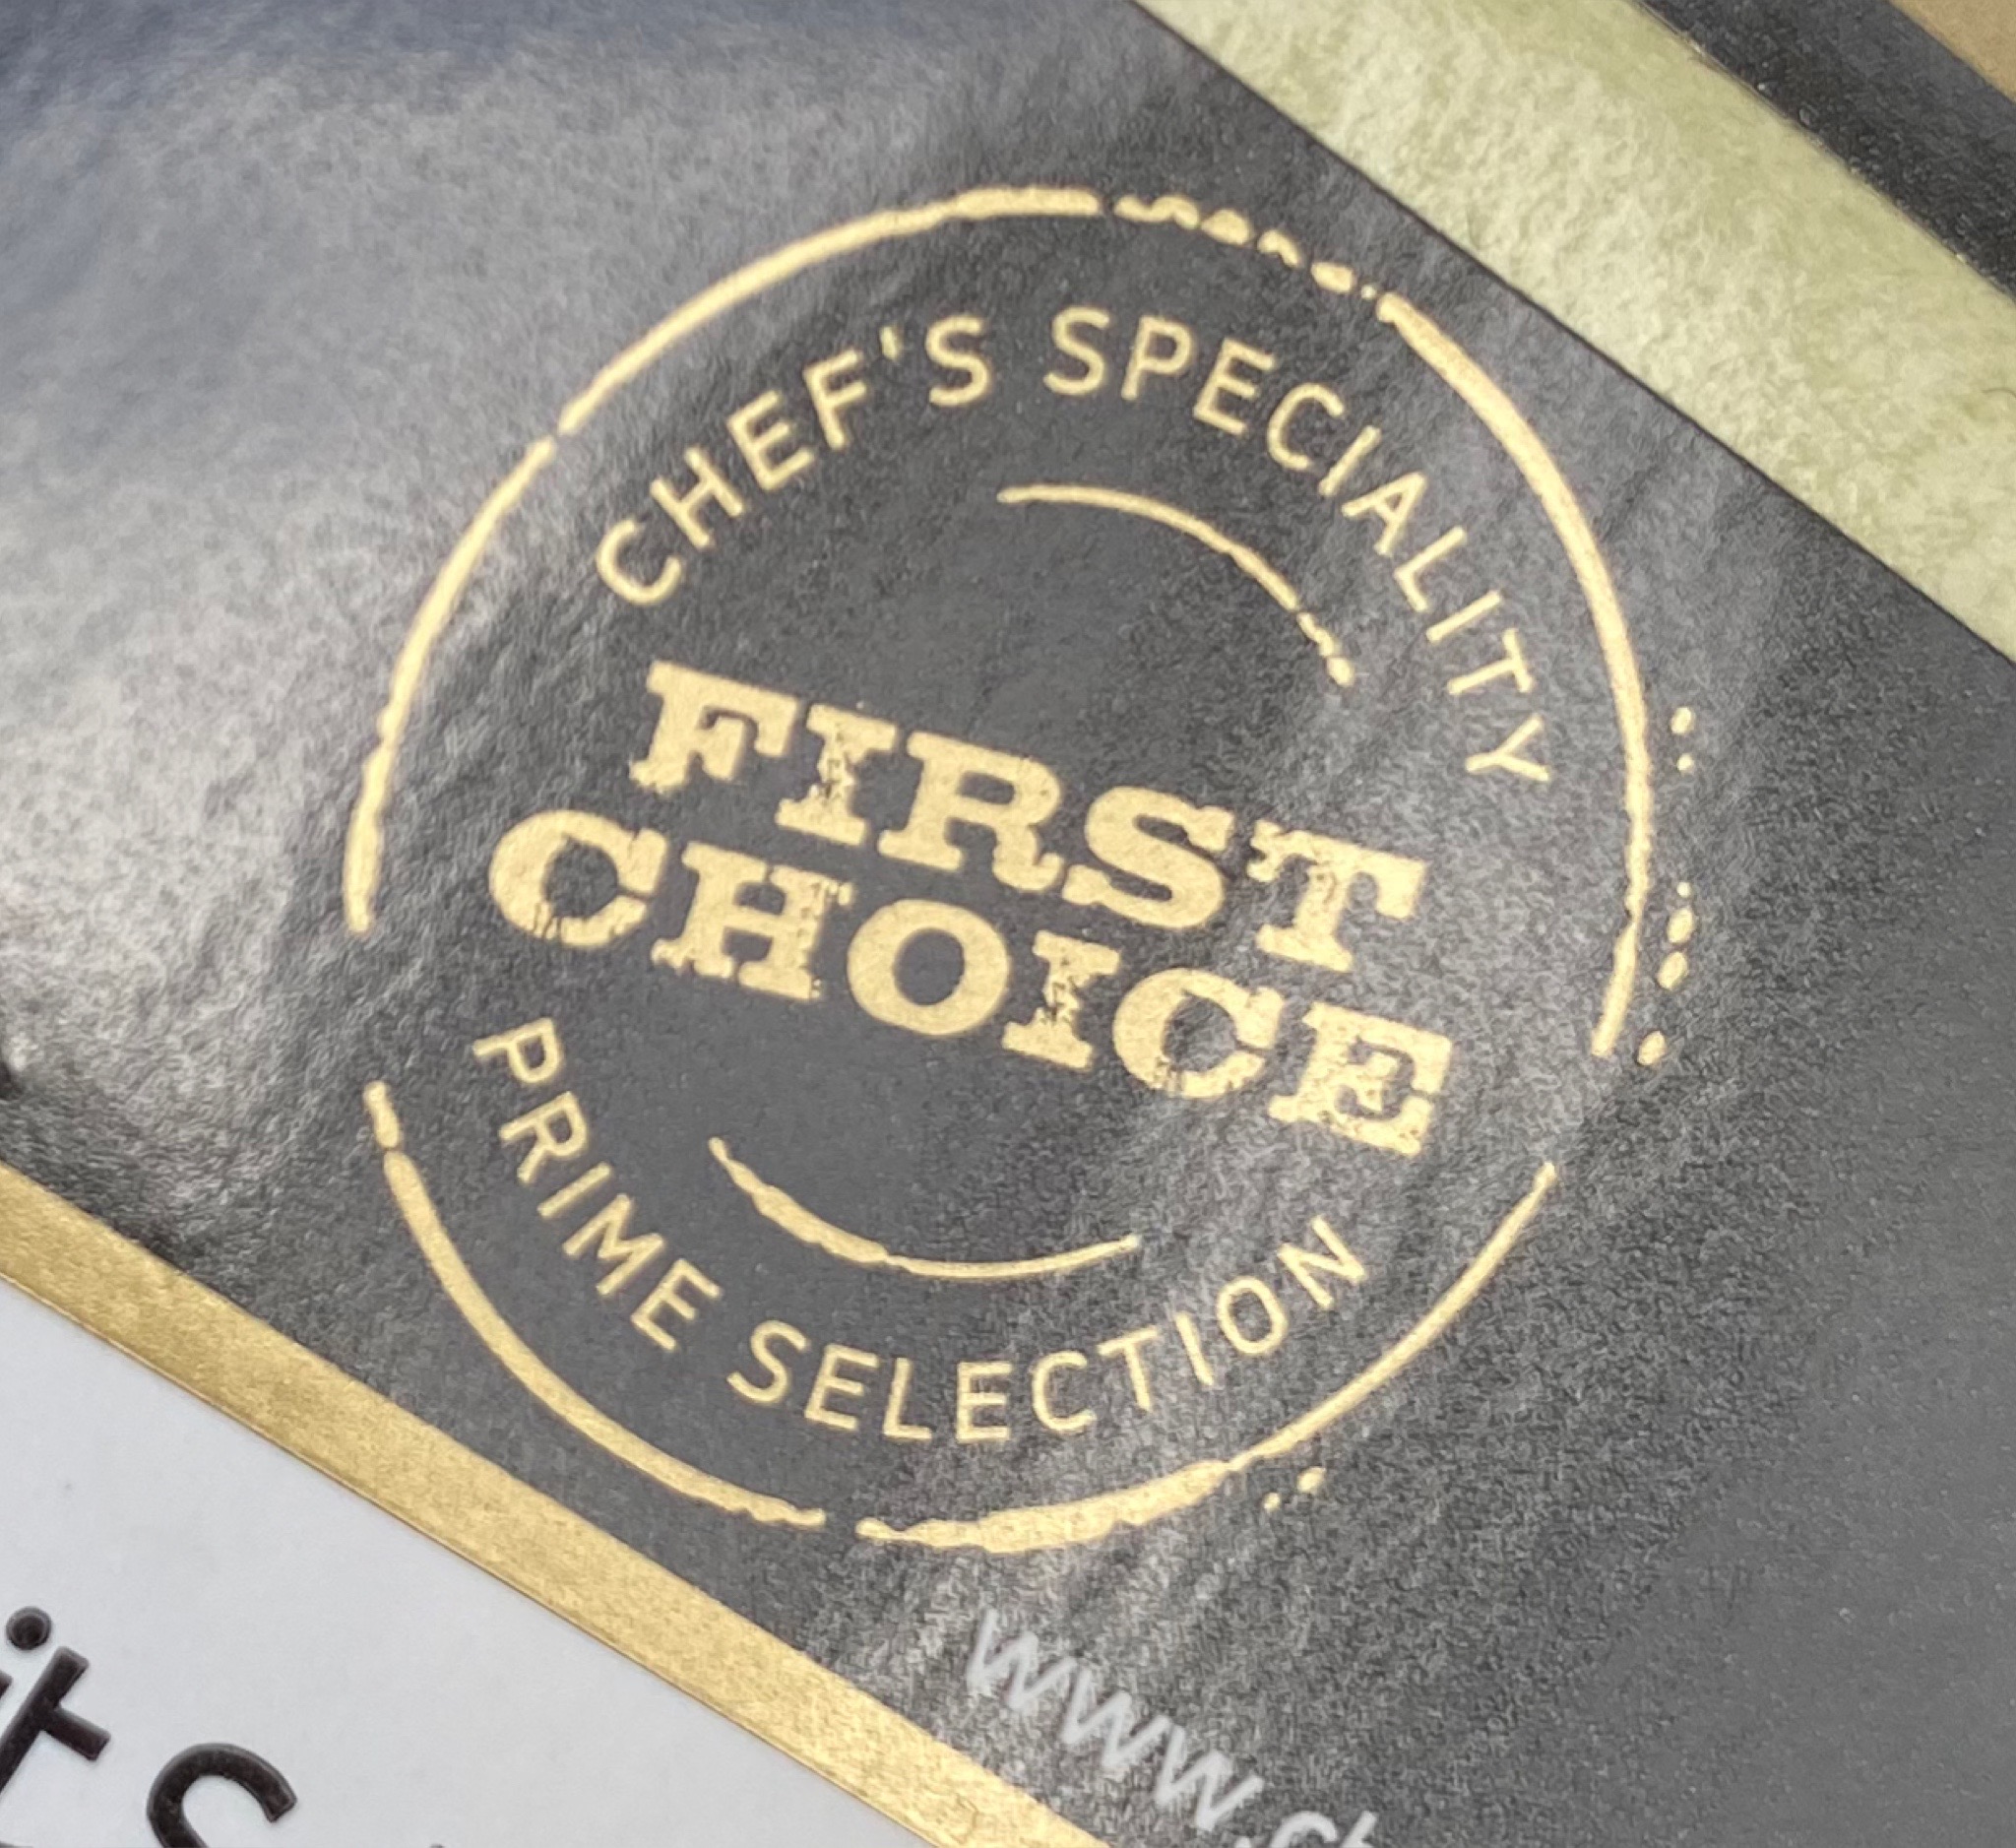 CHEF'S SPECIALITY
FIRST
CHOICE
PRIME SELECTION